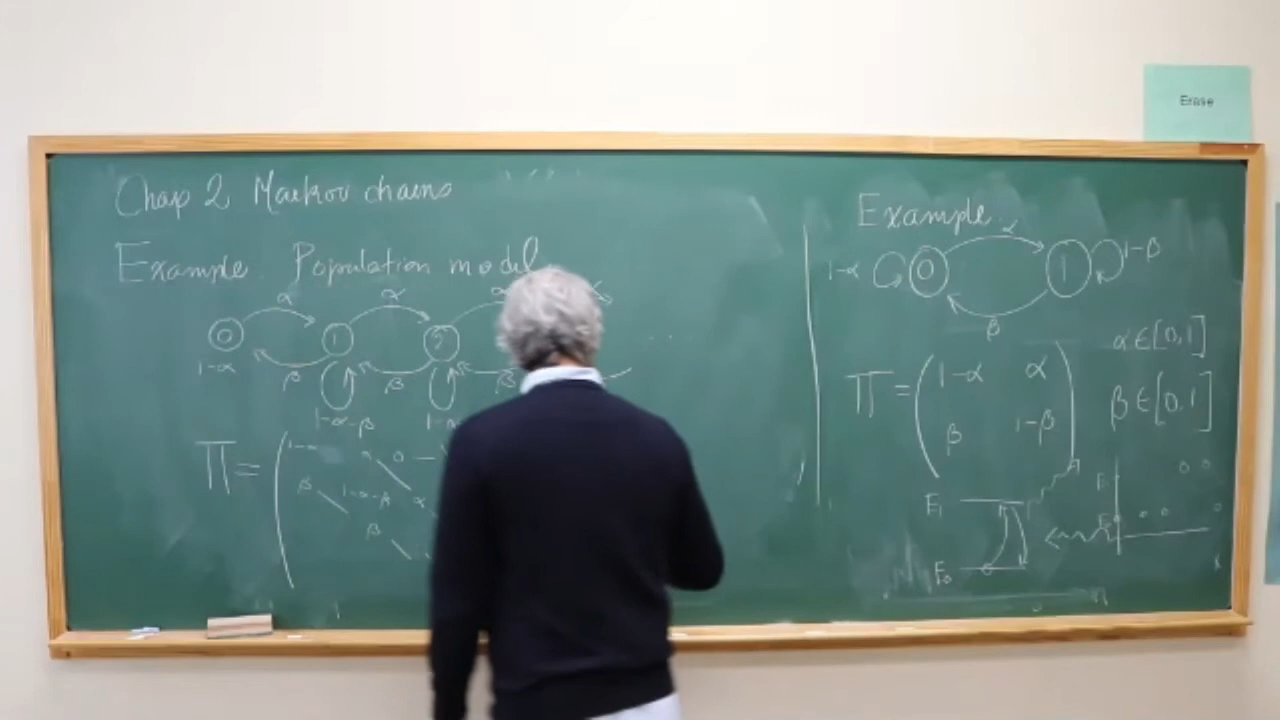 Erase
Chap 2 Markov chains
Example. Population model
α α α
0 1 2
β β β
1-α
1-α-β 1-
Π = ( 1- α 0
β 1-α-β α
β
Example.
α
1-α 0 1 1-β
β
α ∈ [0,1]
Π = ( 1-α α
β 1-β )
β ∈ [0,1]
E₁
E₀